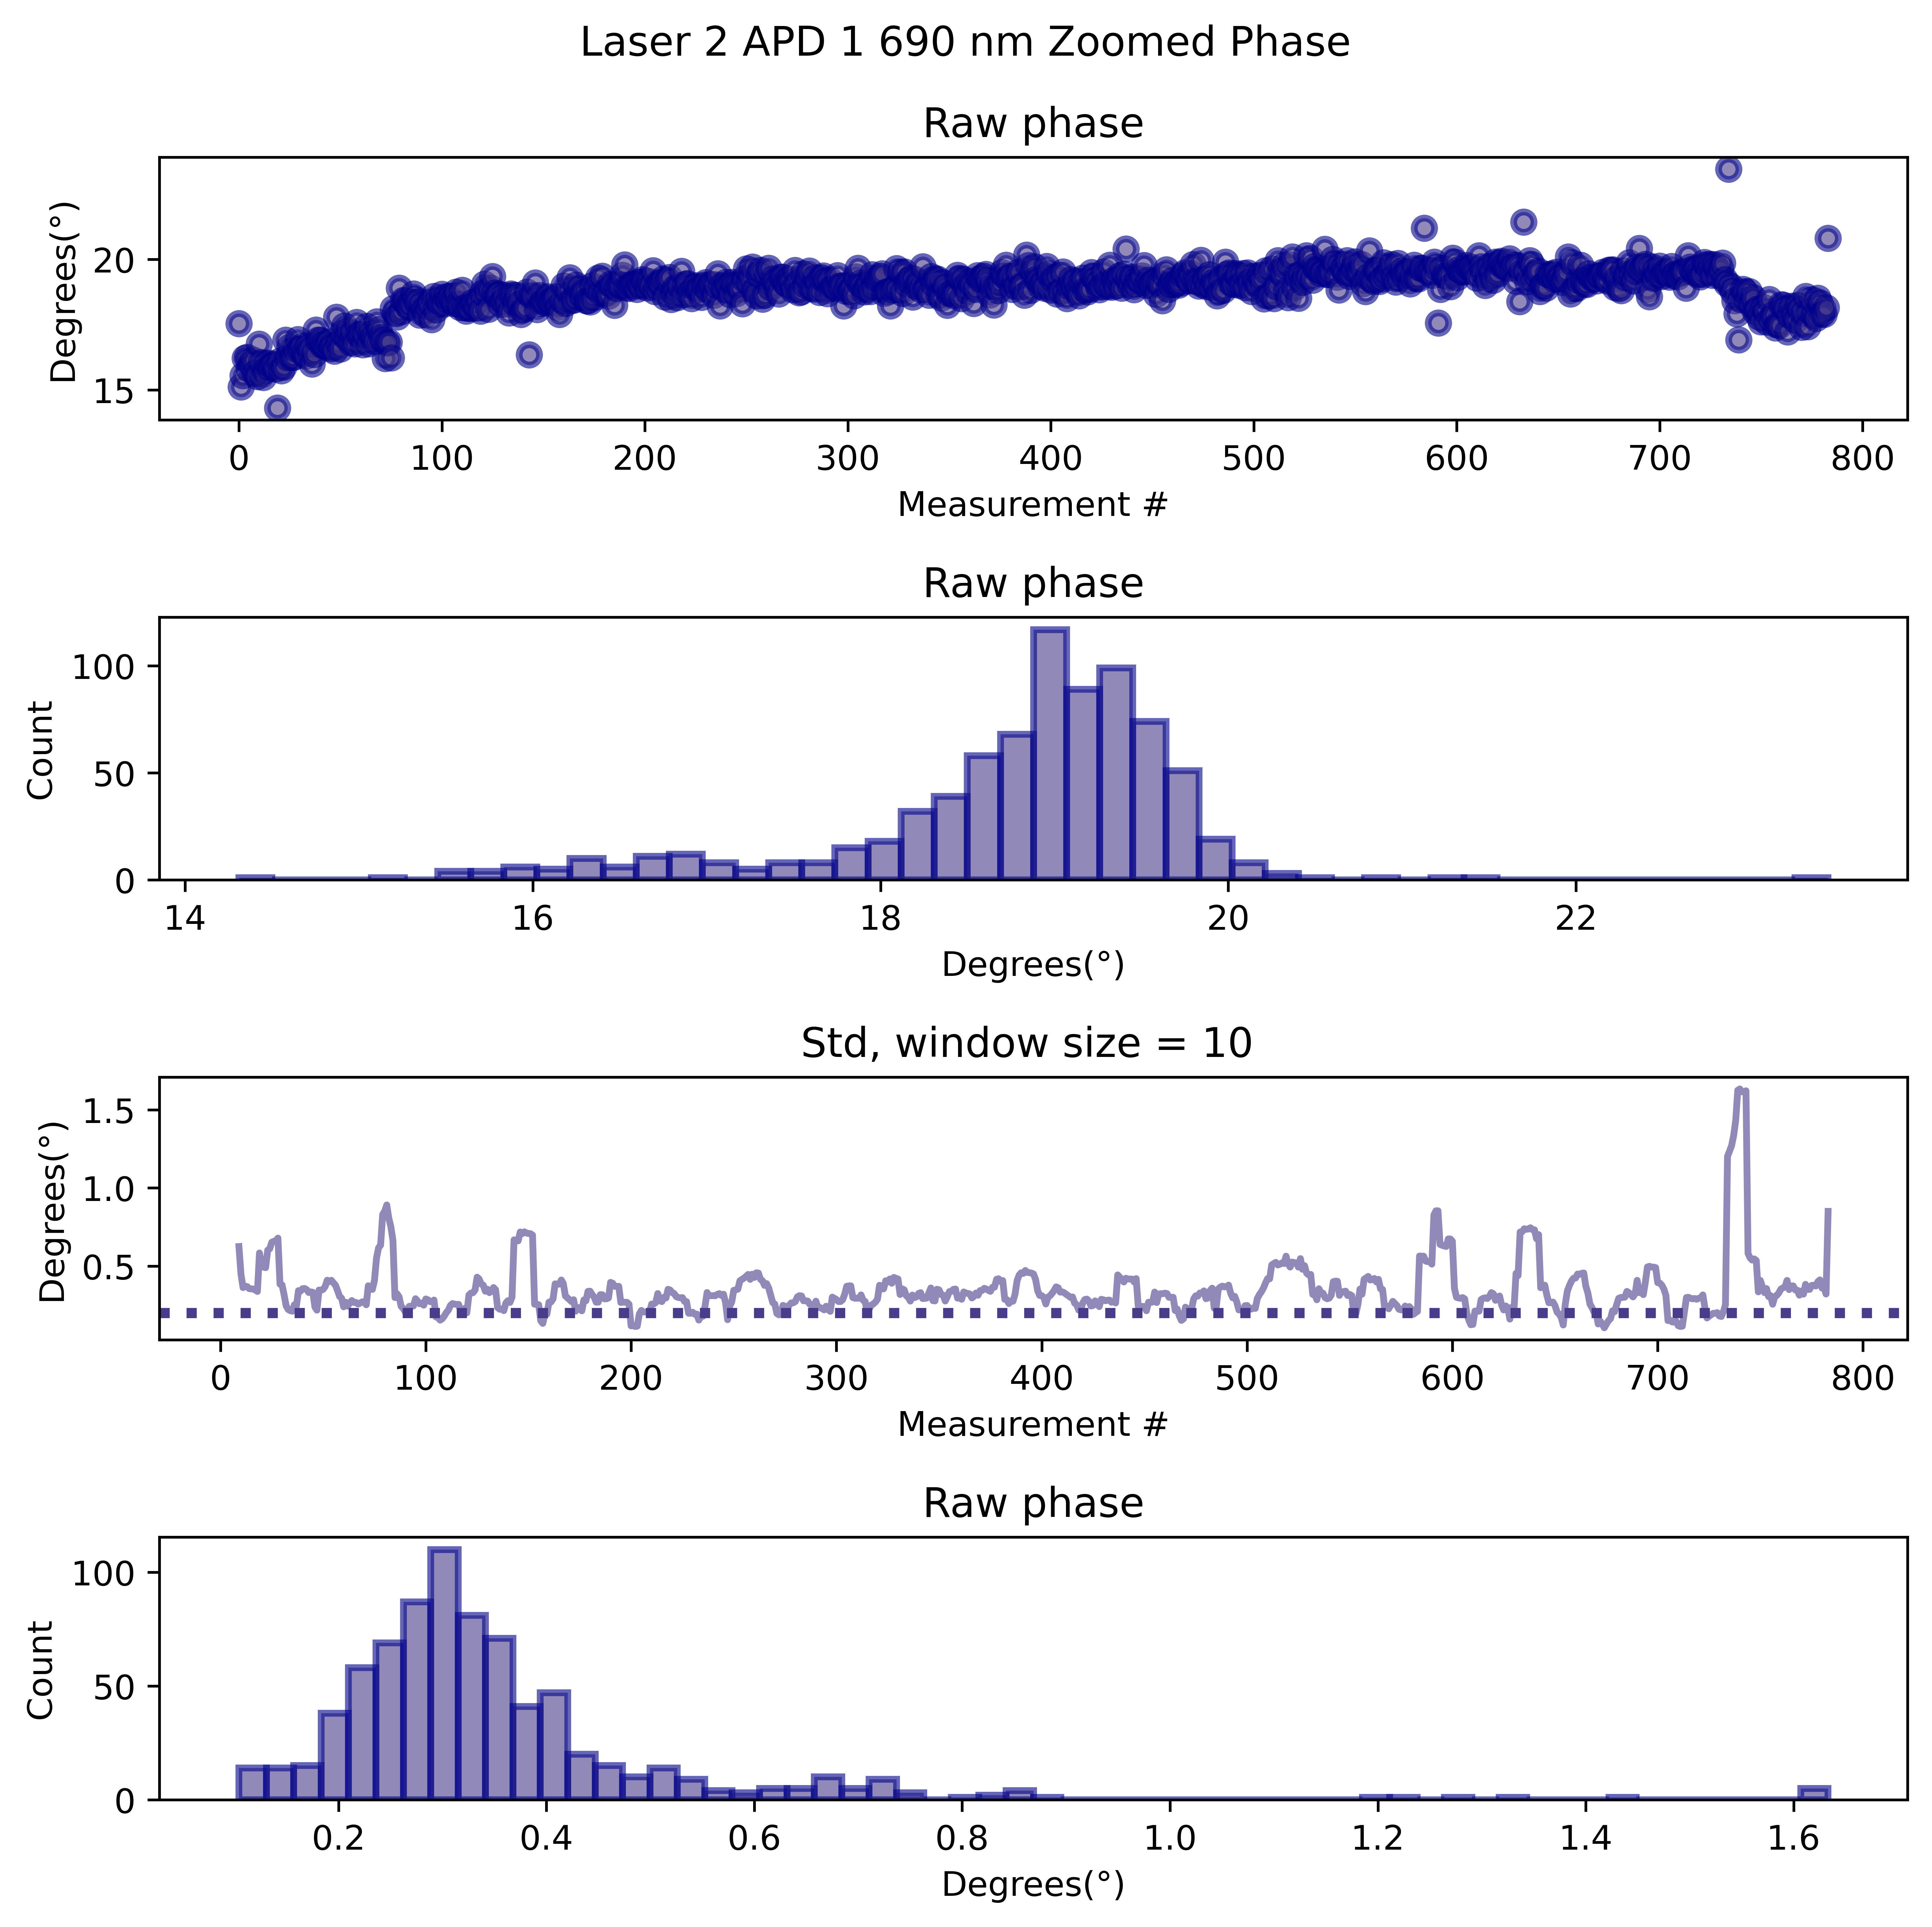 Laser 2 APD 1 690 nm Zoomed Phase
Raw phase
Degrees(°)
20
15
0 100 200 300 400 500 600 700 800
Measurement #
Raw phase
Count
100
50
0
14 16 18 20 22
Degrees(°)
Std, window size = 10
Degrees(°)
1.5
1.0
0.5
0 100 200 300 400 500 600 700 800
Measurement #
Raw phase
Count
100
50
0
0.2 0.4 0.6 0.8 1.0 1.2 1.4 1.6
Degrees(°)